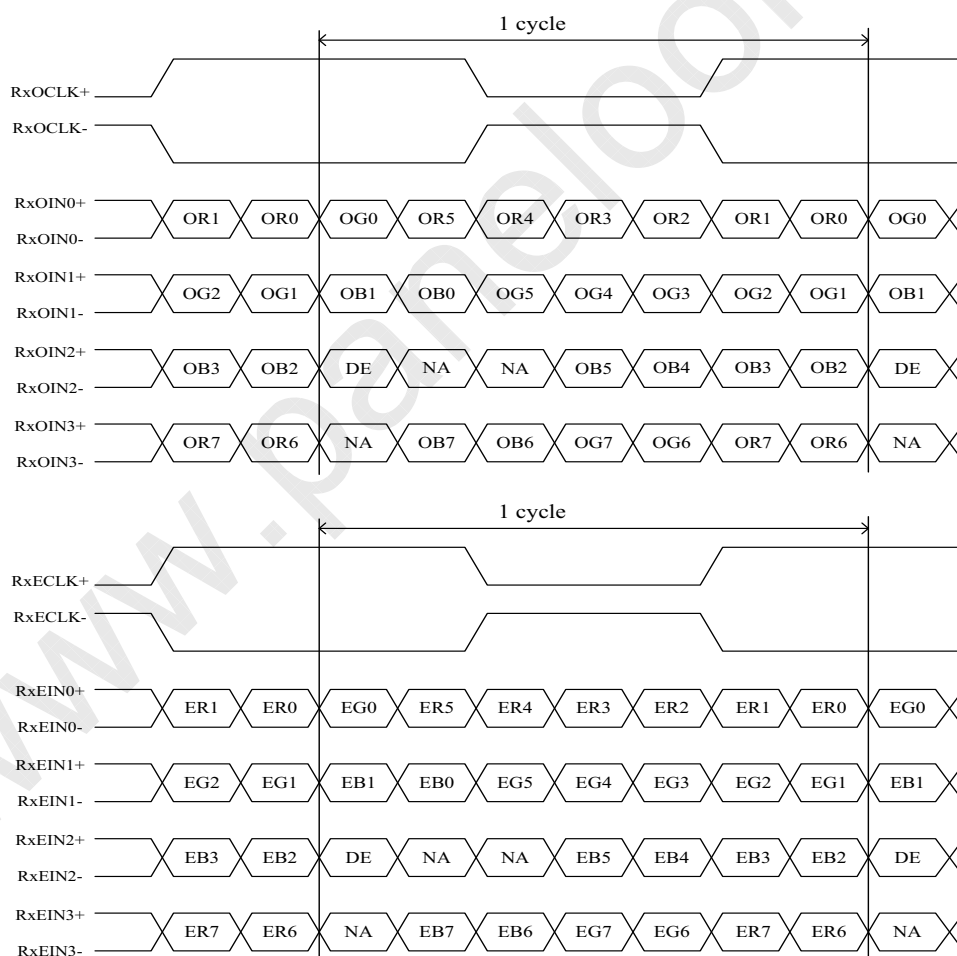 1 cycle
RxOCLK+
RxOCLK-
RxOIN0+
OR1 OR0 OG0 OR5 OR4 OR3 OR2 OR1 OR0 OG0
RxOIN0-
RxOIN1+
OG2 OG1 OB1 OB0 OG5 OG4 OG3 OG2 OG1 OB1
RxOIN1-
RxOIN2+
OB3 OB2 DE NA NA OB5 OB4 OB3 OB2 DE
RxOIN2-
RxOIN3+
OR7 OR6 NA OB7 OB6 OG7 OG6 OR7 OR6 NA
RxOIN3-
1 cycle
RxECLK+
RxECLK-
RxEIN0+
ER1 ER0 EG0 ER5 ER4 ER3 ER2 ER1 ER0 EG0
RxEIN0-
RxEIN1+
EG2 EG1 EB1 EB0 EG5 EG4 EG3 EG2 EG1 EB1
RxEIN1-
RxEIN2+
EB3 EB2 DE NA NA EB5 EB4 EB3 EB2 DE
RxEIN2-
RxEIN3+
ER7 ER6 NA EB7 EB6 EG7 EG6 ER7 ER6 NA
RxEIN3-